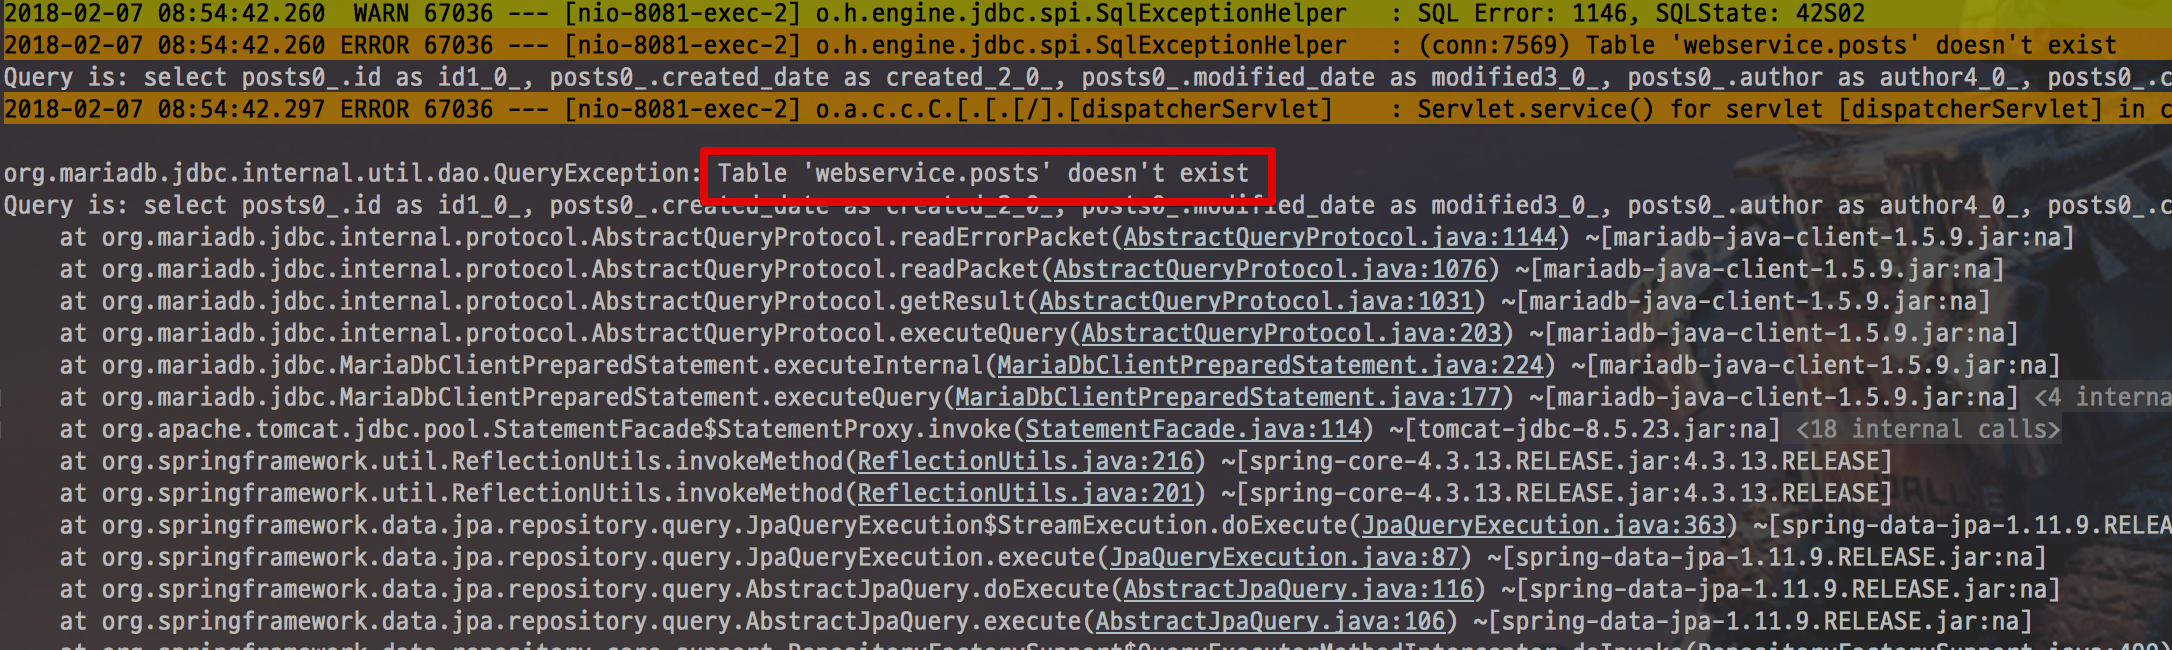 2018-02-07 08:54:42.260  WARN 67036 --- [nio-8081-exec-2] o.h.engine.jdbc.spi.SqlExceptionHelper   : SQL Error: 1146, SQLState: 42S02
2018-02-07 08:54:42.260 ERROR 67036 --- [nio-8081-exec-2] o.h.engine.jdbc.spi.SqlExceptionHelper   : (conn:7569) Table 'webservice.posts' doesn't exist
Query is: select posts0_.id as id1_0_, posts0_.created_date as created_2_0_, posts0_.modified_date as modified3_0_, posts0_.author as author4_0_, posts0_.c
2018-02-07 08:54:42.297 ERROR 67036 --- [nio-8081-exec-2] o.a.c.c.C.[.[.[/].[dispatcherServlet]    : Servlet.service() for servlet [dispatcherServlet] in c
org.mariadb.jdbc.internal.util.dao.QueryException: Table 'webservice.posts' doesn't exist
Query is: select posts0_.id as id1_0_, posts0_.created_date as created_2_0_, posts0_.modified_date as modified3_0_, posts0_.author as author4_0_, posts0_.c
at org.mariadb.jdbc.internal.protocol.AbstractQueryProtocol.readErrorPacket(AbstractQueryProtocol.java:1144) ~[mariadb-java-client-1.5.9.jar:na]
at org.mariadb.jdbc.internal.protocol.AbstractQueryProtocol.readPacket(AbstractQueryProtocol.java:1076) ~[mariadb-java-client-1.5.9.jar:na]
at org.mariadb.jdbc.internal.protocol.AbstractQueryProtocol.getResult(AbstractQueryProtocol.java:1031) ~[mariadb-java-client-1.5.9.jar:na]
at org.mariadb.jdbc.internal.protocol.AbstractQueryProtocol.executeQuery(AbstractQueryProtocol.java:203) ~[mariadb-java-client-1.5.9.jar:na]
at org.mariadb.jdbc.MariaDbClientPreparedStatement.executeInternal(MariaDbClientPreparedStatement.java:224) ~[mariadb-java-client-1.5.9.jar:na]
at org.mariadb.jdbc.MariaDbClientPreparedStatement.executeQuery(MariaDbClientPreparedStatement.java:177) ~[mariadb-java-client-1.5.9.jar:na] <4 interna
at org.apache.tomcat.jdbc.pool.StatementFacade$StatementProxy.invoke(StatementFacade.java:114) ~[tomcat-jdbc-8.5.23.jar:na] <18 internal calls>
at org.springframework.util.ReflectionUtils.invokeMethod(ReflectionUtils.java:216) ~[spring-core-4.3.13.RELEASE.jar:4.3.13.RELEASE]
at org.springframework.util.ReflectionUtils.invokeMethod(ReflectionUtils.java:201) ~[spring-core-4.3.13.RELEASE.jar:4.3.13.RELEASE]
at org.springframework.data.jpa.repository.query.JpaQueryExecution$StreamExecution.doExecute(JpaQueryExecution.java:363) ~[spring-data-jpa-1.11.9.RELEA
at org.springframework.data.jpa.repository.query.JpaQueryExecution.execute(JpaQueryExecution.java:87) ~[spring-data-jpa-1.11.9.RELEASE.jar:na]
at org.springframework.data.jpa.repository.query.AbstractJpaQuery.doExecute(AbstractJpaQuery.java:116) ~[spring-data-jpa-1.11.9.RELEASE.jar:na]
at org.springframework.data.jpa.repository.query.AbstractJpaQuery.execute(AbstractJpaQuery.java:106) ~[spring-data-jpa-1.11.9.RELEASE.jar:na]